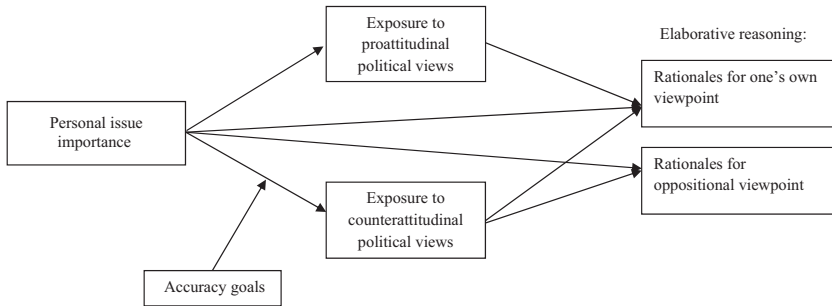 Exposure to
proattitudinal
political views
Elaborative reasoning:
Rationales for one's own
viewpoint
Personal issue
importance
Rationales for
oppositional viewpoint
Exposure to
counterattitudinal
political views
Accuracy goals